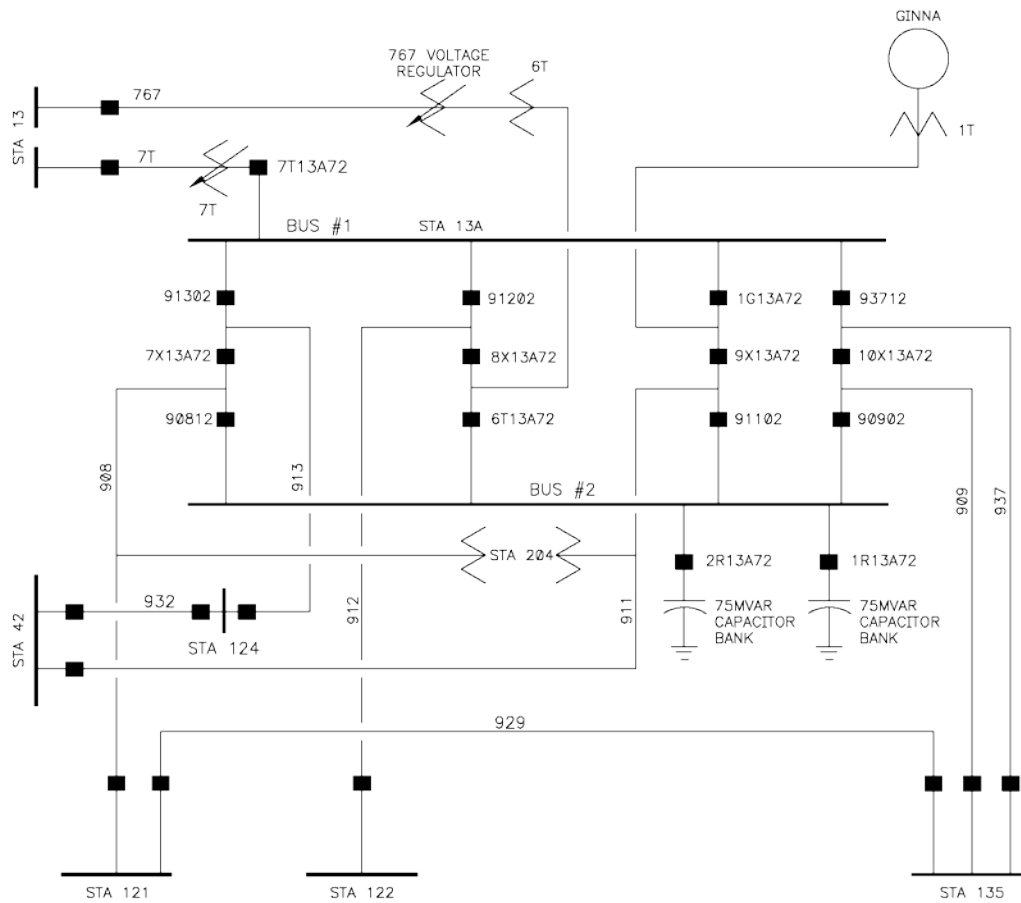 GINNA
767 VOLTAGE
REGULATOR
6T
767
1T
STA 13
7T
7T13A72
7T
BUS #1
STA 13A
91302
91202
1G13A72
93712
7X13A72
8X13A72
9X13A72
10X13A72
90812
6T13A72
91102
90902
908
913
909
937
BUS #2
STA 204
2R13A72
1R13A72
932
912
911
75MVAR
CAPACITOR
BANK
75MVAR
CAPACITOR
BANK
STA 42
STA 124
929
STA 121
STA 122
STA 135